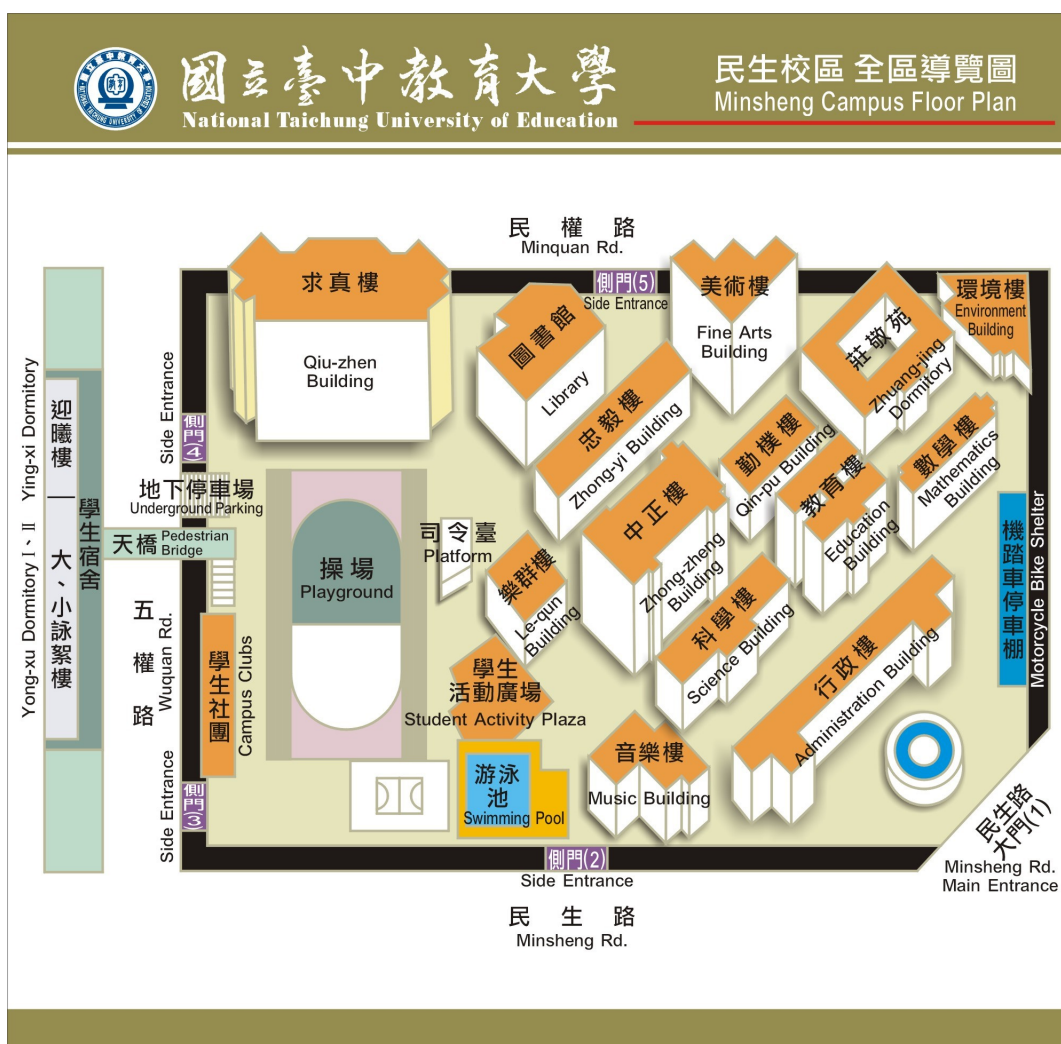 國立臺中教育大學
National Taichung University of Education
民生校區 全區導覽圖
Minsheng Campus Floor Plan
民權路
Minquan Rd.
求真樓
Qiu-zhen
Building
側門(5)
Side Entrance
圖書館
Library
美術樓
Fine Arts
Building
莊敬苑
Zhuang-jing
Dormitory
環境樓
Environment
Building
忠毅樓
Zhong-yi Building
勤樸樓
Qin-pu Building
教育樓
Education
Building
數學樓
Mathematics
Building
中正樓
Zhong-zheng
Building
Side Entrance
側門(4)
地下停車場
Underground Parking
天橋
Pedestrian
Bridge
迎曦樓
大、小詠絮樓
學生宿舍
Yong-xu Dormitory I、II Ying-xi Dormitory
五權路
Wuquan Rd.
操場
Playground
司令臺
Platform
樂群樓
Le-qun
Building
科學樓
Science Building
行政樓
Administration Building
機踏車停車棚
Motorcycle Bike Shelter
學生社團
Campus Clubs
學生
活動廣場
Student Activity Plaza
游泳
池
Swimming Pool
音樂樓
Music Building
Side Entrance
側門(3)
側門(2)
Side Entrance
民生路
Minsheng Rd.
民生路
大門(1)
Minsheng Rd.
Main Entrance